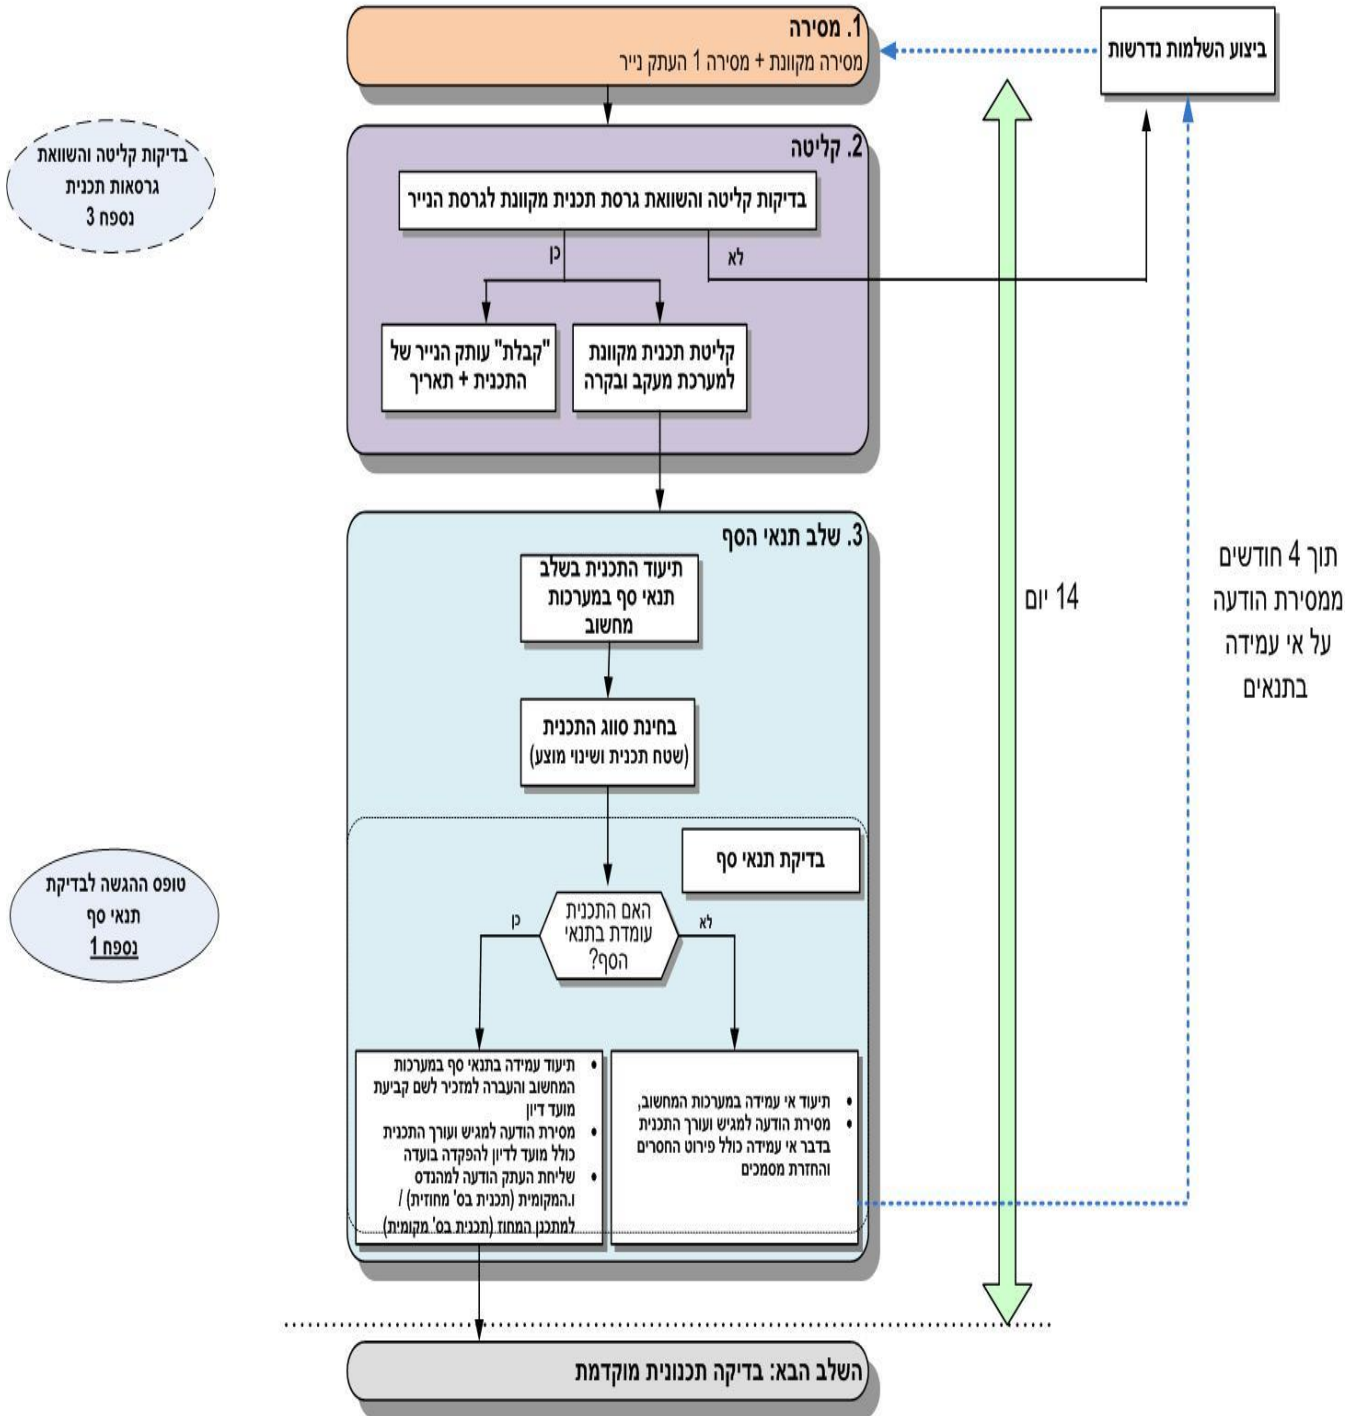 1. מסירה
מסירה מקוונת + מסירה 1 העתק נייר
ביצוע השלמות נדרשות
2. קליטה
בדיקות קליטה והשוואת
גרסאות תכנית
נספח 3
בדיקות קליטה והשוואת גרסת תכנית מקוונת לגרסת הנייר
כן
לא
קליטת תכנית מקוונת
למערכת מעקב ובקרה
"קבלת" עותק הנייר של
התכנית + תאריך
3. שלב תנאי הסף
תיעוד התכנית בשלב
תנאי סף במערכות
מחשוב
14 יום
תוך 4 חודשים
ממסירת הודעה
על אי עמידה
בתנאים
בחינת סווג התכנית
(שטח תכנית ושינוי מוצע)
בדיקת תנאי סף
טופס ההגשה לבדיקת
תנאי סף
נספח 1
האם התכנית
עומדת בתנאי
הסף?
לא
כן
• תיעוד אי עמידה במערכות המחשוב,
• מסירת הודעה למגיש ועורך התכנית
בדבר אי עמידה כולל פירוט החסרים
והחזרת מסמכים
• תיעוד עמידה בתנאי סף במערכות
המחשוב והעברה למזכיר לשם קביעת
מועד דיון
• מסירת הודעה למגיש ועורך התכנית
כולל מועד לדיון להפקדה בועדה
• שליחת העתק הודעה למהנדס
ו.המקומית (תכנית בס' מחוזית) /
למתכנן המחוז (תכנית בס' מקומית)
השלב הבא: בדיקה תכנונית מוקדמת